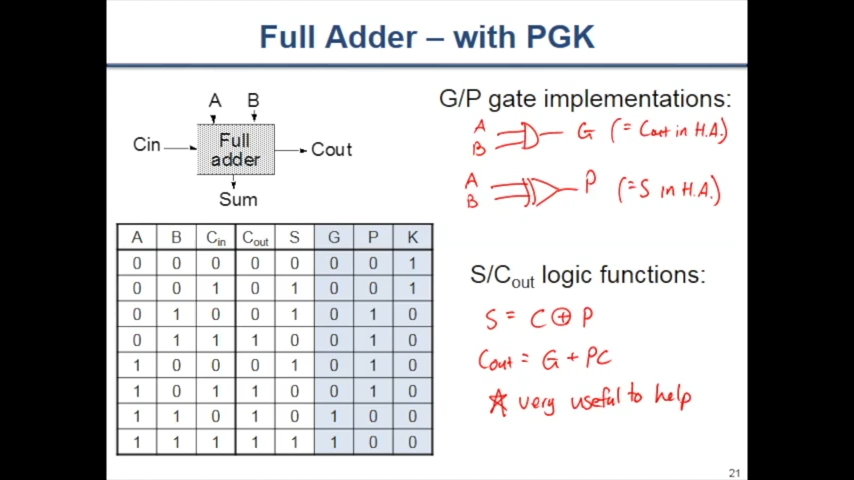 Full Adder – with PGK
A B
Cin
Full
adder
Cout
Sum
G/P gate implementations:
A
B
G (= Cout in H.A.)
A
B
P (=S in H.A.)
A B Cin Cout S G P K
0 0 0 0 0 0 0 1
0 0 1 0 1 0 0 1
0 1 0 0 1 0 1 0
0 1 1 1 0 0 1 0
1 0 0 0 1 0 1 0
1 0 1 1 0 0 1 0
1 1 0 1 0 1 0 0
1 1 1 1 1 1 0 0
S/Cout logic functions:
S = C ⊕ P
Cout = G + PC
☆ very useful to help
21